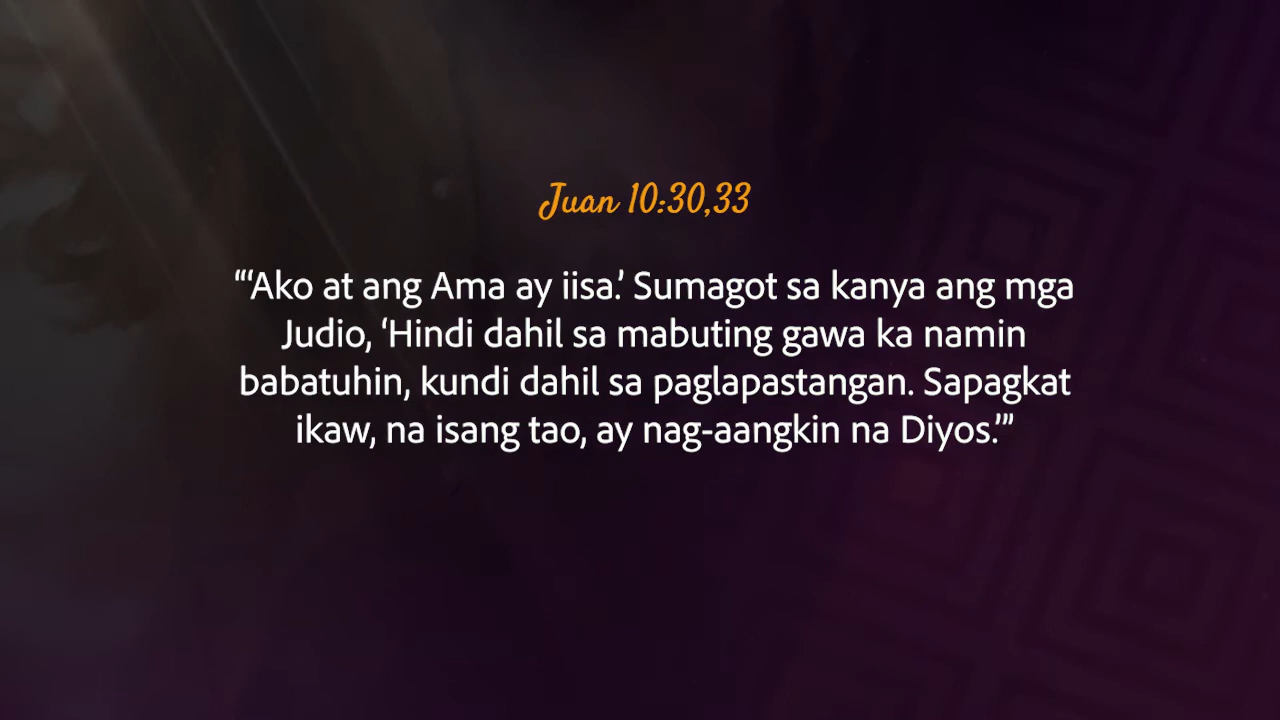 Juan 10:30,33
“‘Ako at ang Ama ay iisa.’ Sumagot sa kanya ang mga
Judio, ‘Hindi dahil sa mabuting gawa ka namin
babatuhin, kundi dahil sa paglapastangan. Sapagkat
ikaw, na isang tao, ay nag-aangkin na Diyos.’”